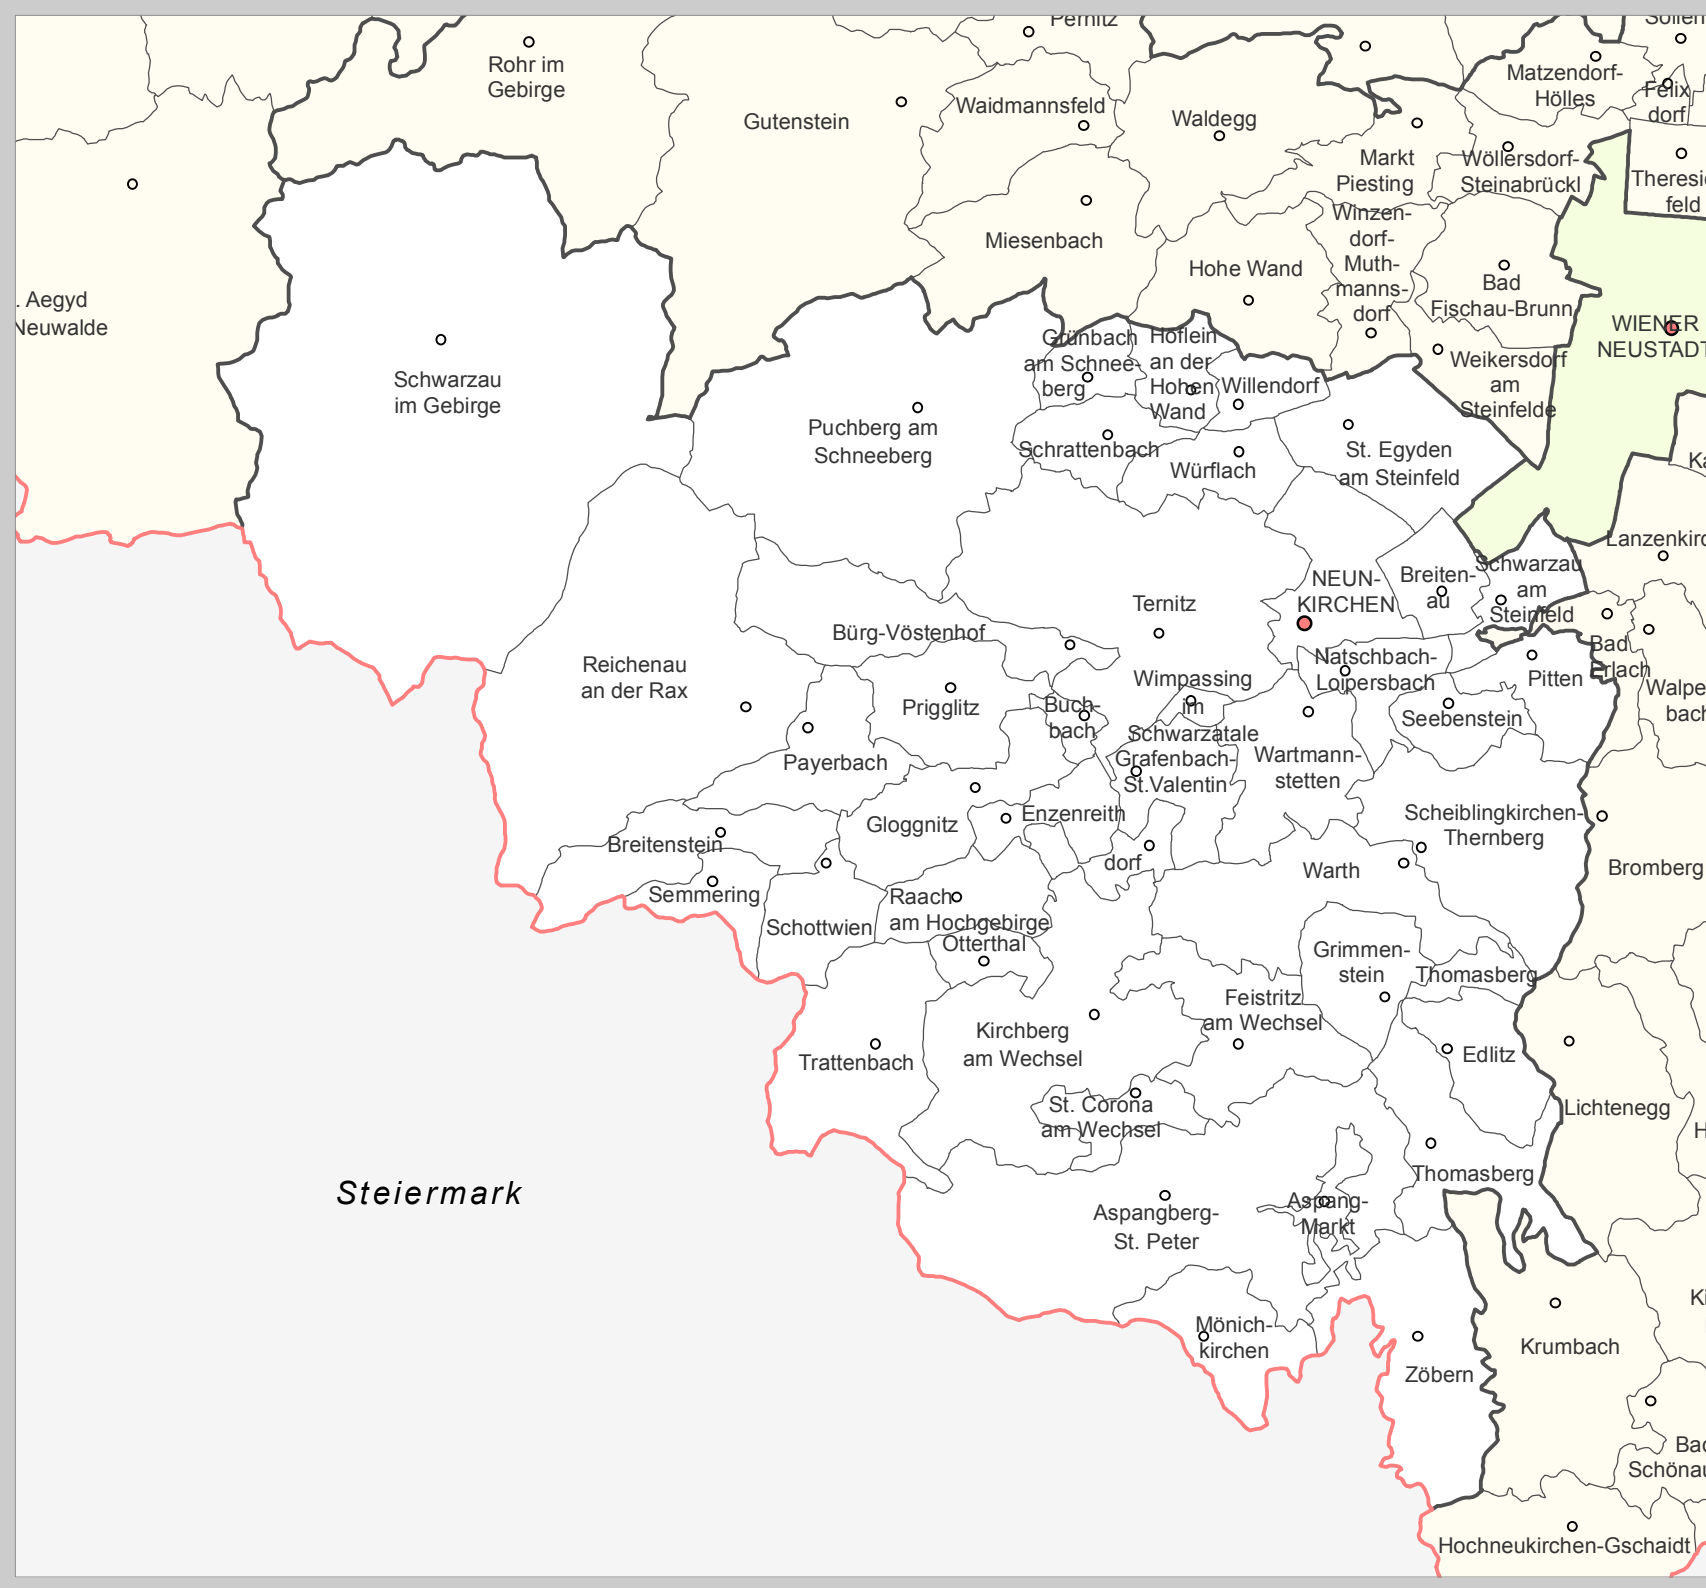 Pernitz
Rohr im
Gebirge
Gutenstein
Waidmannsfeld
Waldegg
Matzendorf-
Hölles
Felix
dorf
Markt
Piesting
Wöllersdorf-
Steinabrückl
feld
Miesenbach
Hohe Wand
Winzen-
dorf-
Muth-
manns-
dorf
Bad
Fischau-Brunn
WIENER
NEUSTADT
. Aegyd
Neuwalde
Schwarzau
im Gebirge
Grünbach
am Schnee-
berg
Höflein
an der
Hohen
Wand
Willendorf
Weikersdorf
am
Steinfelde
Puchberg am
Schneeberg
Schrattenbach
Würflach
St. Egyden
am Steinfeld
Ka
Lanzenkirc
Schwarzau
am
Steinfeld
NEUN-
KIRCHEN
Breiten-
au
Ternitz
Bürg-Vöstenhof
Reichenau
an der Rax
Natschbach-
Loipersbach
Bad
Erlach
Pitten
Walpe
bach
Wimpassing
im
Schwarzatale
Prigglitz
Buch-
bach
Seebenstein
Payerbach
Grafenbach-
St.Valentin
Wartmann-
stetten
Gloggnitz
Enzenreith
Scheiblingkirchen-
Thernberg
Breitenstein
dorf
Warth
Bromberg
Semmering
Raach
am Hochgebirge
Schottwien
Otterthal
Grimmen-
stein
Thomasberg
Feistritz
am Wechsel
Kirchberg
am Wechsel
Trattenbach
Edlitz
St. Corona
am Wechsel
Lichtenegg
H
Steiermark
Thomasberg
Aspangberg-
St. Peter
Aspang-
Markt
Ki
Mönich-
kirchen
Krumbach
Zöbern
Bad
Schönau
Hochneukirchen-Gschaidt